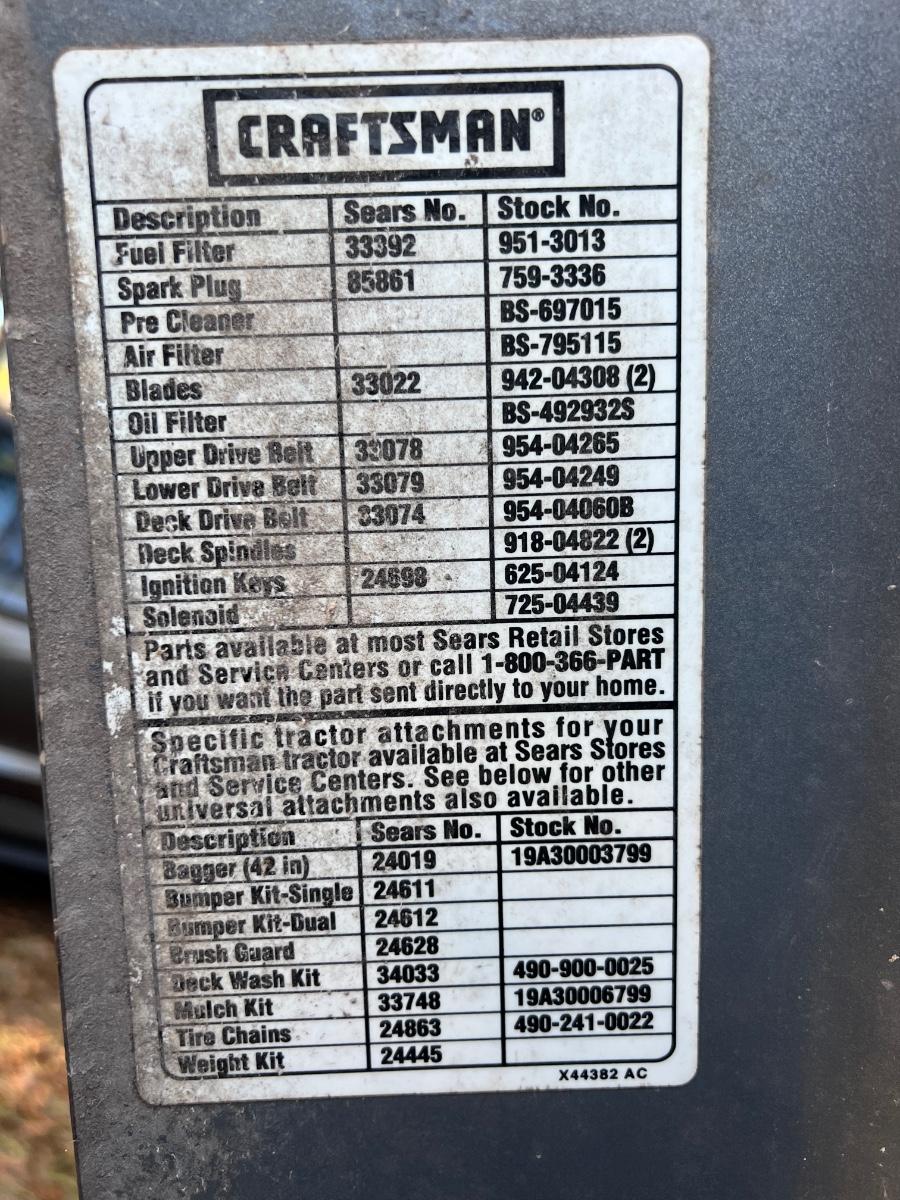 CRAFTSMAN®
Description Sears No. Stock No.
Fuel Filter 33392 951-3013
Spark Plug 85861 759-3336
Pre Cleaner BS-697015
Air Filter BS-795115
Blades 33022 942-04308 (2)
Oil Filter BS-492932S
Upper Drive Belt 33078 954-04265
Lower Drive Belt 33079 954-04249
Deck Drive Belt 33074 954-04060B
Deck Spindles 918-04822 (2)
Ignition Keys 625-04124
Solenoid 725-04439
Parts available at most Sears Retail Stores
and Service Centers or call 1-800-366-PART
if you want the part sent directly to your home.
Specific tractor attachments for your
Craftsman tractor available at Sears Stores
and Service Centers. See below for other
universal attachments also available.
Description Sears No. Stock No.
Bagger (42 in) 24019 19A30003799
Bumper Kit-Single 24611
Bumper Kit-Dual 24612
Brush Guard 24628
Deck Wash Kit 34033 490-900-0025
Mulch Kit 33748 19A30006799
Tire Chains 24863 490-241-0022
Weight Kit 24445
X44382 AC